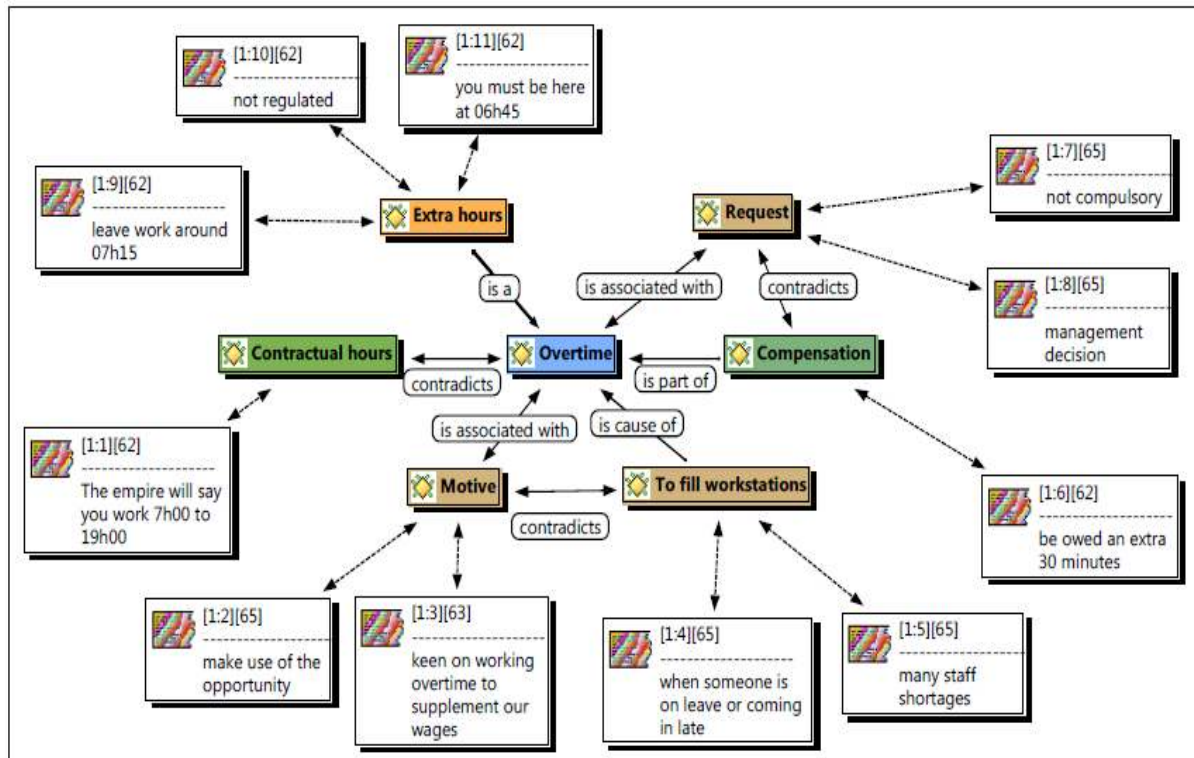 [1:10][62]
--------------------------
not regulated
[1:11][62]
--------------------------
you must be here
at 06h45
[1:9][62]
--------------------
leave work around
07h15
[1:7][65]
--------------------------
not compulsory
[1:8][65]
--------------------------
management
decision
Extra hours
Request
is a
is associated with
contradicts
Contractual hours
contradicts
Overtime
is part of
Compensation
is associated with
is cause of
Motive
contradicts
To fill workstations
[1:1][62]
--------------------
The empire will say
you work 7h00 to
19h00
[1:6][62]
--------------------------
be owed an extra
30 minutes
[1:2][65]
--------------------------
make use of the
opportunity
[1:3][63]
--------------------
keen on working
overtime to
supplement our
wages
[1:4][65]
--------------------
when someone is
on leave or coming
in late
[1:5][65]
--------------------------
many staff
shortages